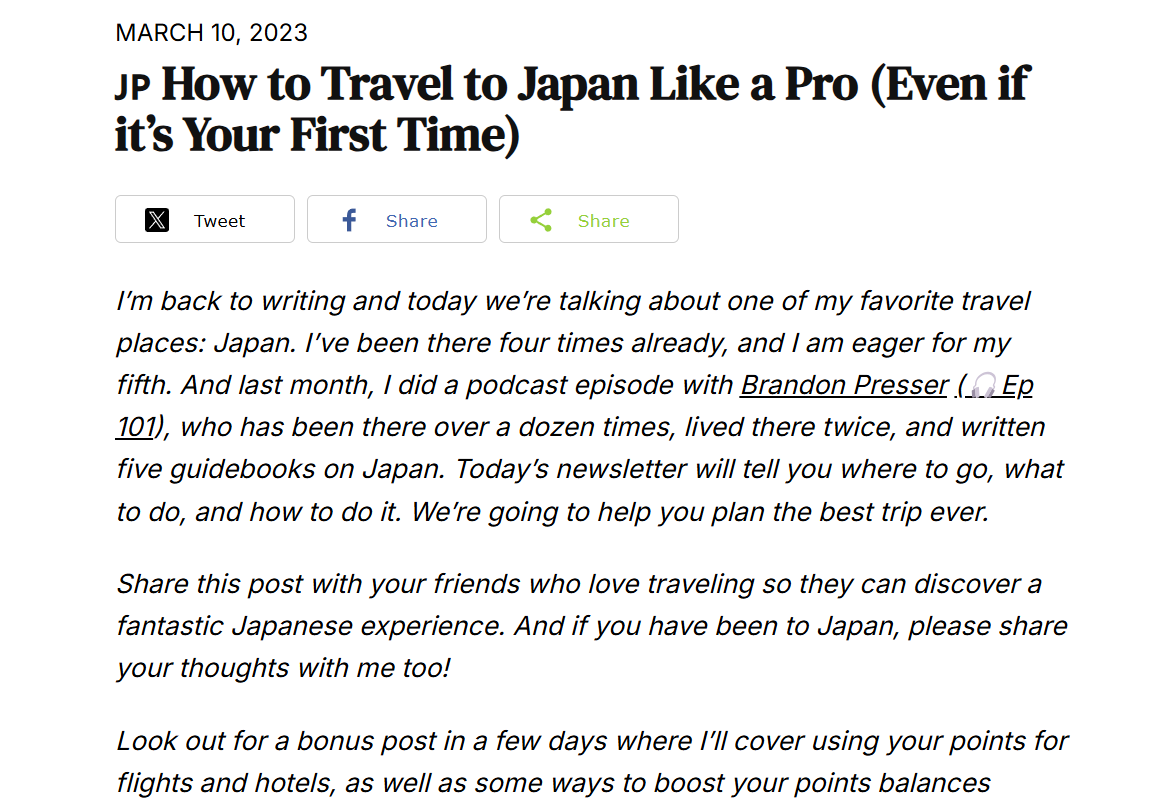 MARCH 10, 2023
JP How to Travel to Japan Like a Pro (Even if
it’s Your First Time)
Tweet Share Share
I’m back to writing and today we’re talking about one of my favorite travel
places: Japan. I’ve been there four times already, and I am eager for my
fifth. And last month, I did a podcast episode with Brandon Presser (🎧 Ep
101), who has been there over a dozen times, lived there twice, and written
five guidebooks on Japan. Today’s newsletter will tell you where to go, what
to do, and how to do it. We’re going to help you plan the best trip ever.
Share this post with your friends who love traveling so they can discover a
fantastic Japanese experience. And if you have been to Japan, please share
your thoughts with me too!
Look out for a bonus post in a few days where I’ll cover using your points for
flights and hotels, as well as some ways to boost your points balances